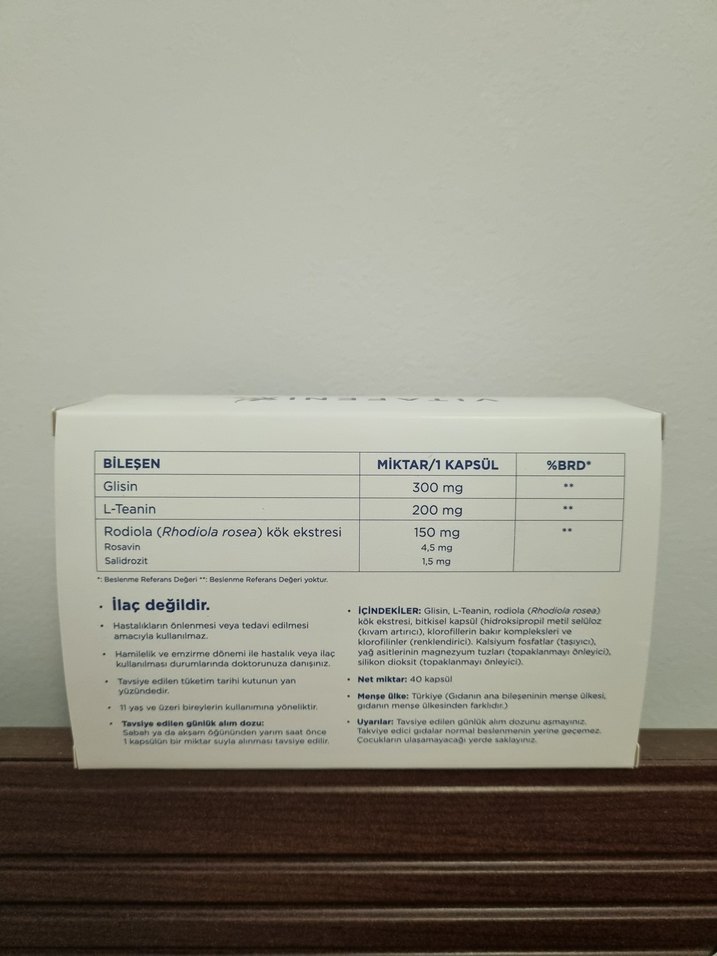 VITAFENIX
BİLEŞEN MİKTAR/1 KAPSÜL %BRD*
Glisin 300 mg **
L-Teanin 200 mg **
Rodiola (Rhodiola rosea) kök ekstresi 150 mg **
Rosavin 4,5 mg
Salidrozit 1,5 mg
*: Beslenme Referans Değeri **: Beslenme Referans Değeri yoktur.
• İlaç değildir.
• Hastalıkların önlenmesi veya tedavi edilmesi
amacıyla kullanılmaz.
• Hamilelik ve emzirme dönemi ile hastalık veya ilaç
kullanılması durumlarında doktorunuza danışınız.
• Tavsiye edilen tüketim tarihi kutunun yan
yüzündedir.
• 11 yaş ve üzeri bireylerin kullanımına yöneliktir.
• Tavsiye edilen günlük alım dozu:
Sabah ya da akşam öğününden yarım saat önce
1 kapsülün bir miktar suyla alınması tavsiye edilir.
• İÇİNDEKİLER: Glisin, L-Teanin, rodiola (Rhodiola rosea)
kök ekstresi, bitkisel kapsül (hidroksipropil metil selüloz
(kıvam artırıcı), klorofillerin bakır kompleksleri ve
klorofilinler (renklendirici). Kalsiyum fosfatlar (taşıyıcı),
yağ asitlerinin magnezyum tuzları (topaklanmayı önleyici),
silikon dioksit (topaklanmayı önleyici).
• Net miktar: 40 kapsül
• Menşe ülke: Türkiye (Gıdanın ana bileşeninin menşe ülkesi,
gıdanın menşe ülkesinden farklıdır.)
• Uyarılar: Tavsiye edilen günlük alım dozunu aşmayınız.
Takviye edici gıdalar normal beslenmenin yerine geçemez.
Çocukların ulaşamayacağı yerde saklayınız.